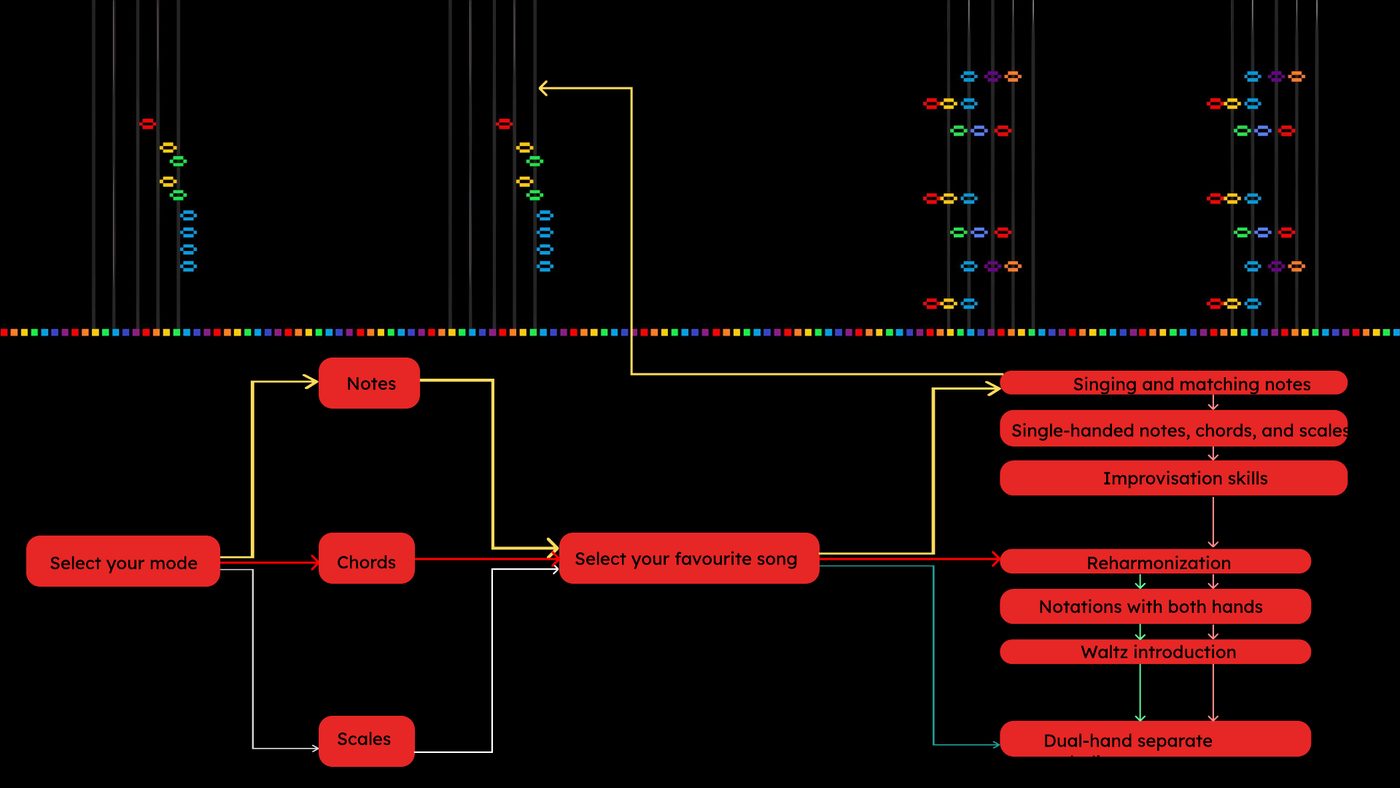 Notes
Singing and matching notes
Single-handed notes, chords, and scales
Improvisation skills
Select your mode
Chords
Select your favourite song
Reharmonization
Notations with both hands
Waltz introduction
Scales
Dual-hand separate